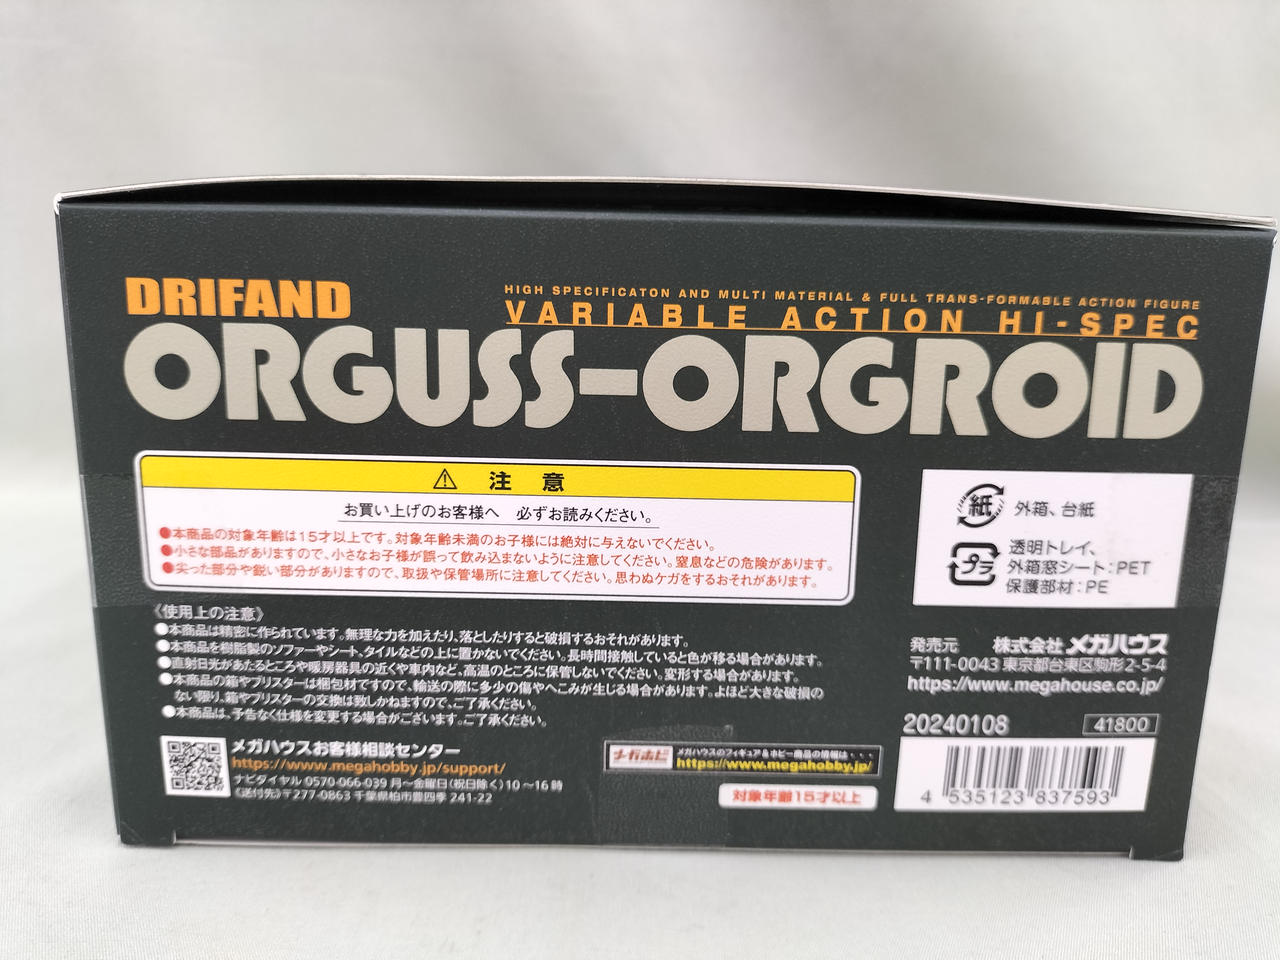 DRIFAND
HIGH SPECIFICATON AND MULTI MATERIAL & FULL TRANS-FORMABLE ACTION FIGURE
VARIABLE ACTION HI-SPEC
ORGUSS-ORGROID
⚠ 注 意
お買い上げのお客様へ 必ずお読みください。
●本商品の対象年齢は15才以上です。対象年齢未満のお子様には絶対に与えないでください。
●小さな部品がありますので、小さなお子様が誤って飲み込まないように注意してください。窒息などの危険があります。
●尖った部分や鋭い部分がありますので、取扱や保管場所に注意してください。思わぬケガをするおそれがあります。
紙 外箱、台紙
プラ 透明トレイ、
外箱窓シート:PET
保護部材:PE
《使用上の注意》
●本商品は精密に作られています。無理な力を加えたり、落としたりすると破損するおそれがあります。
●本商品を樹脂製のソファーやシート、タイルなどの上に置かないでください。長時間接触していると色が移る場合があります。
●直射日光があたるところや暖房器具の近くや車内など、高温のところに保管しないでください。変形する場合があります。
●本商品の箱やブリスターは梱包材ですので、輸送の際に多少の傷やへこみが生じる場合があります。よほど大きな破損の
ない限り、箱やブリスターの交換は致しかねますので、ご了承ください。
●本商品は、予告なく仕様を変更する場合がございます。ご了承ください。
発売元 株式会社 メガハウス
〒111-0043 東京都台東区駒形2-5-4
https://www.megahouse.co.jp/
20240108 41800
メガハウスお客様相談センター
https://www.megahobby.jp/support/
ナビダイヤル 0570-066-039 月〜金曜日(祝日除く)10〜16時
《送付先》〒277-0863 千葉県柏市豊四季 241-22
メガホビ メガハウスのフィギュア&ホビー商品の情報は・・・
https://www.megahobby.jp/
対象年齢15才以上
4 535123 837593